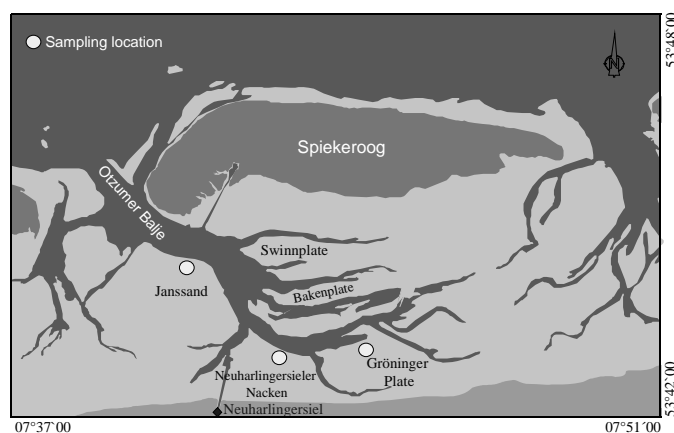 Sampling location
N
53°48´00
Spiekeroog
Otzumer Balje
Swinnplate
Janssand
Bakenplate
Gröninger
Plate
Neuharlingersieler
Nacken
Neuharlingersiel
53°42´00
07°37´00
07°51´00